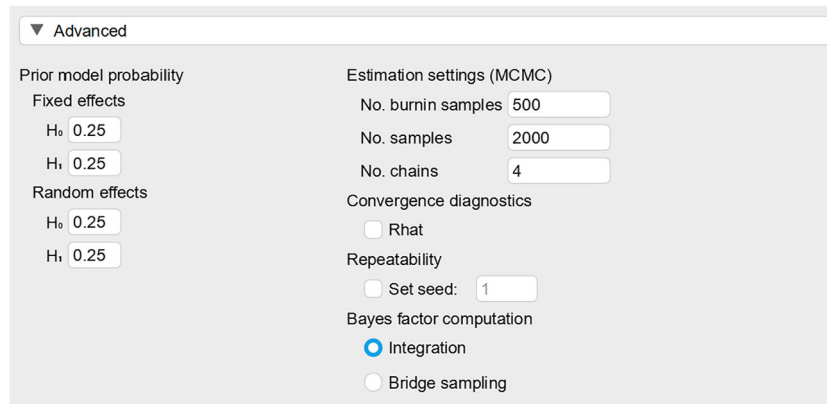 Advanced
Prior model probability
Fixed effects
H₀ 0.25
H₁ 0.25
Random effects
H₀ 0.25
H₁ 0.25
Estimation settings (MCMC)
No. burnin samples 500
No. samples 2000
No. chains 4
Convergence diagnostics
Rhat
Repeatability
Set seed: 1
Bayes factor computation
Integration
Bridge sampling